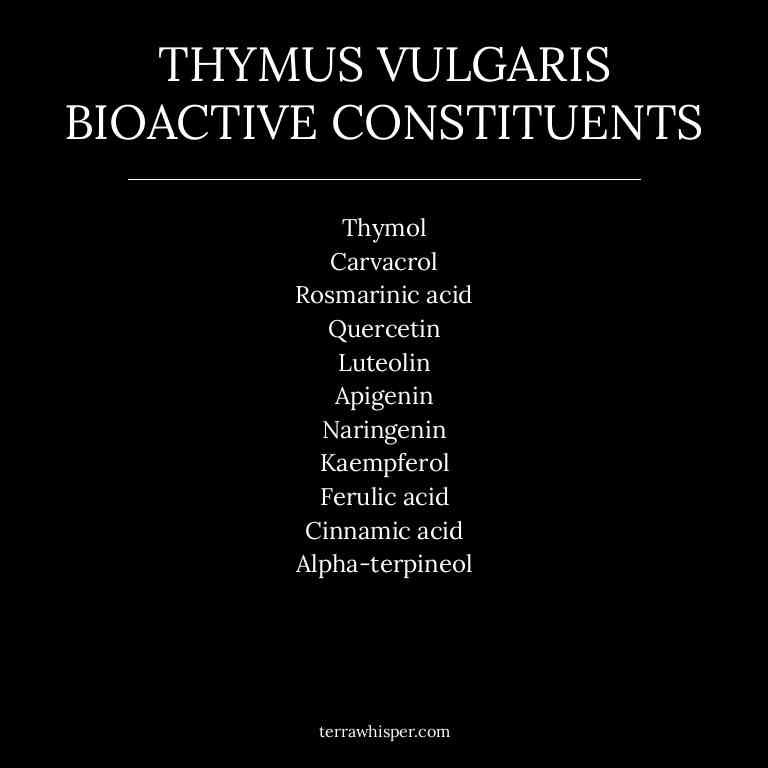 THYMUS VULGARIS
BIOACTIVE CONSTITUENTS
Thymol
Carvacrol
Rosmarinic acid
Quercetin
Luteolin
Apigenin
Naringenin
Kaempferol
Ferulic acid
Cinnamic acid
Alpha-terpineol
terrawhisper.com